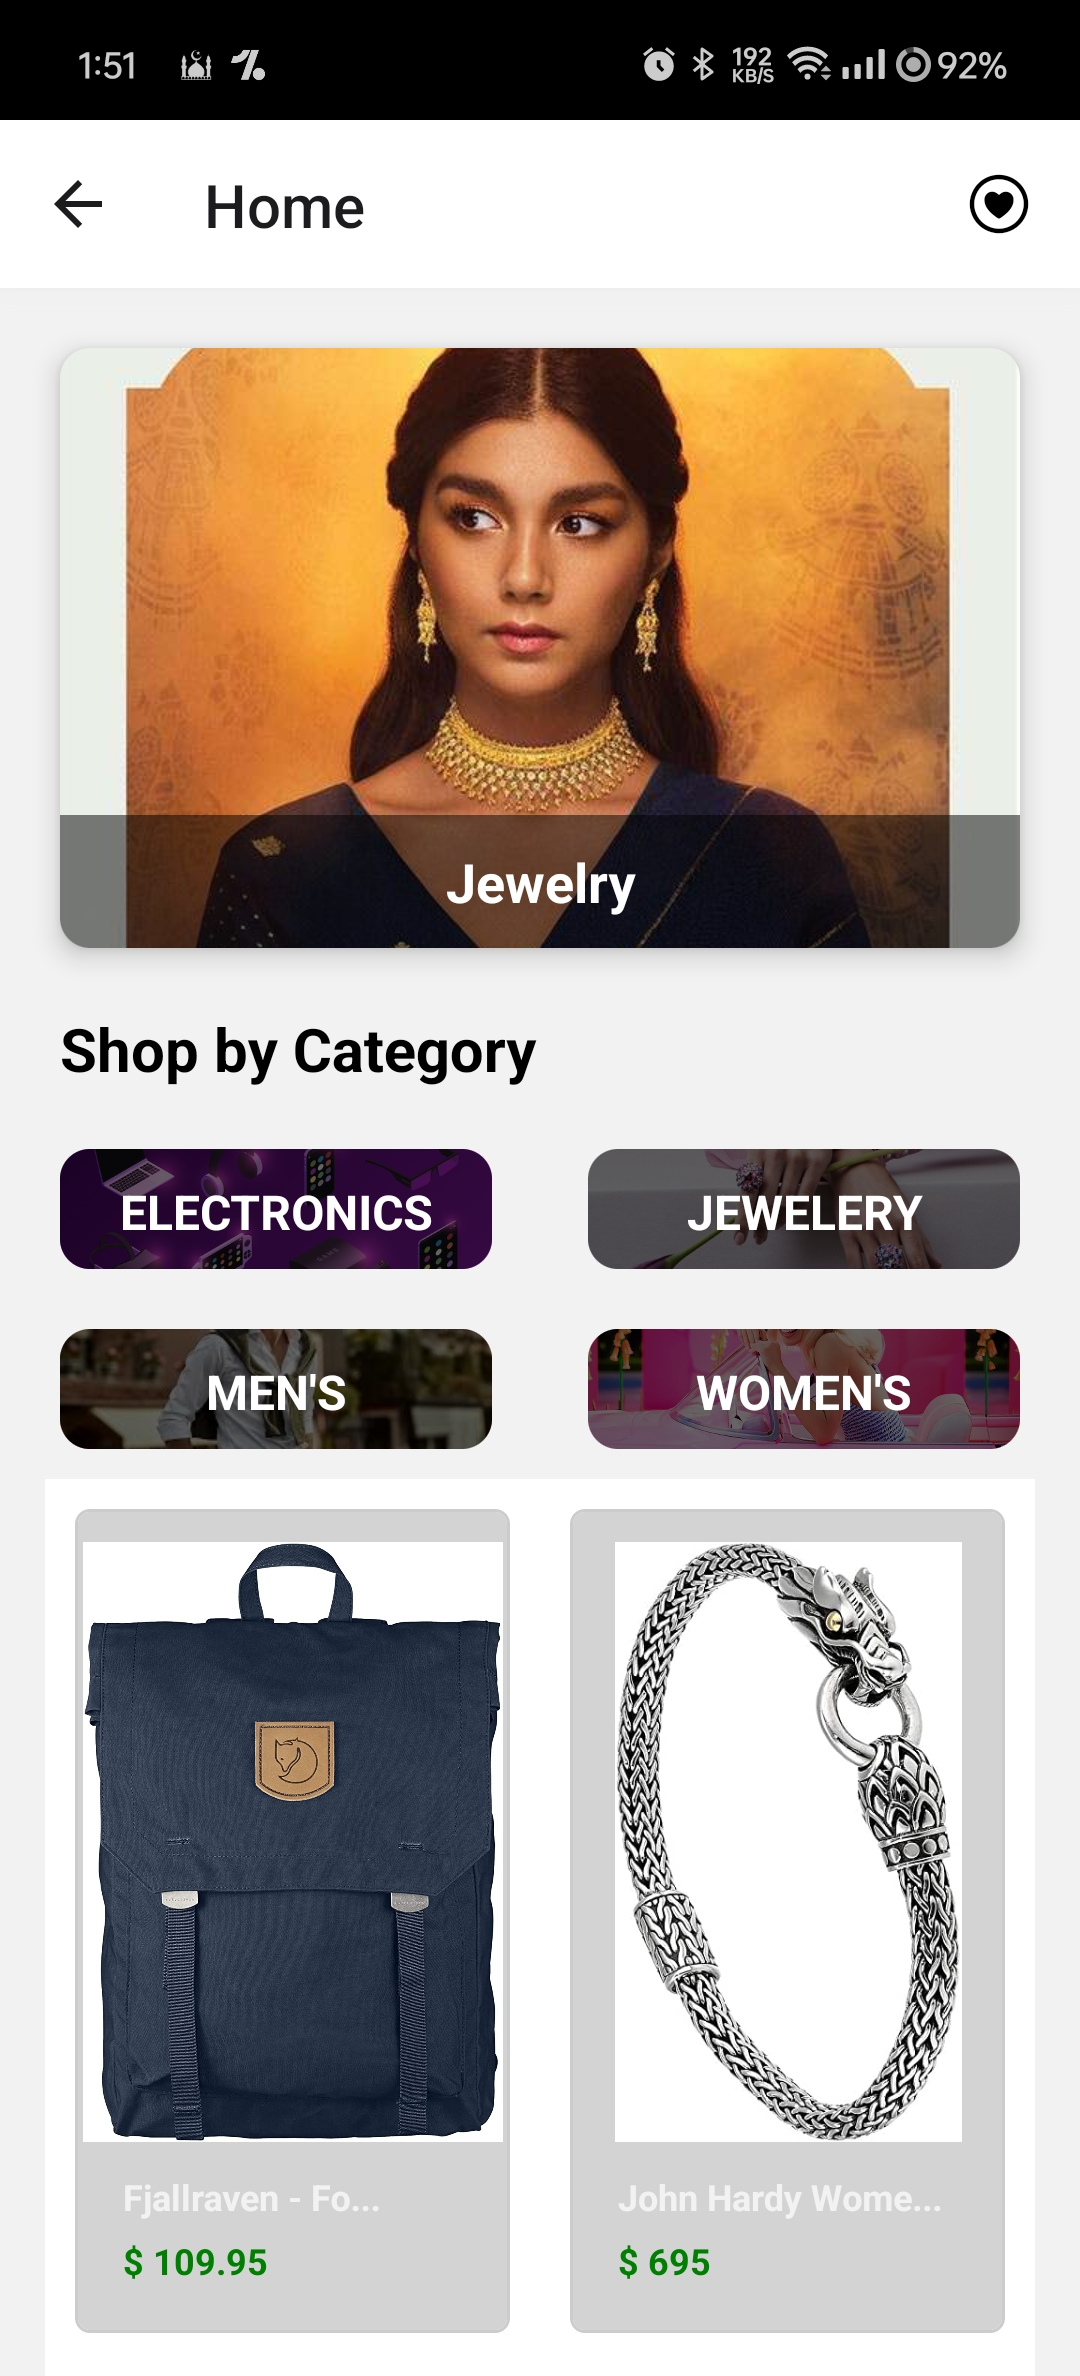 1:51
192
KB/S
92%
Home
Jewelry
Shop by Category
ELECTRONICS
JEWELERY
MEN'S
WOMEN'S
Fjallraven - Fo...
$ 109.95
John Hardy Wome...
$ 695